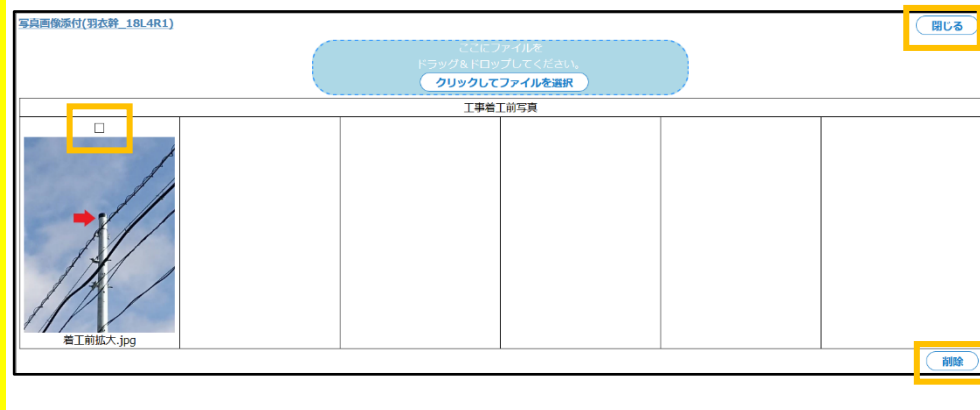 写真画像添付(羽衣幹_18L4R1)
閉じる
ここにファイルを
ドラッグ&ドロップしてください。
クリックしてファイルを選択
工事着工前写真
着工前拡大.jpg
削除